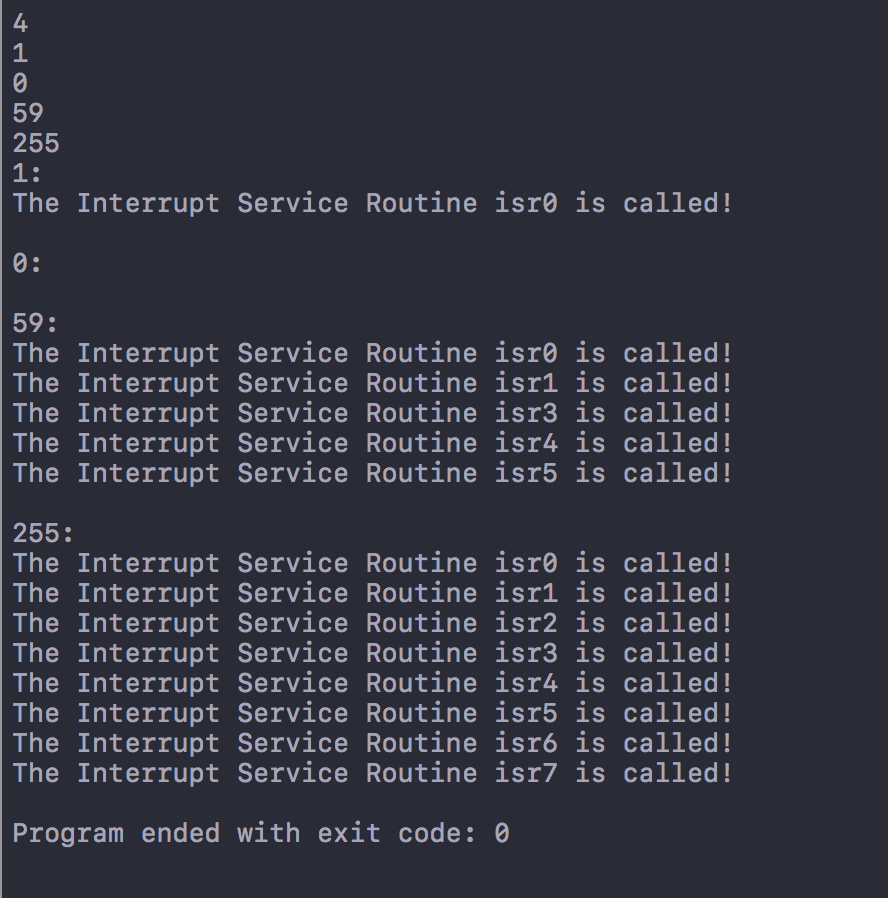 4
1
0
59
255
1:
The Interrupt Service Routine isr0 is called!
0:
59:
The Interrupt Service Routine isr0 is called!
The Interrupt Service Routine isr1 is called!
The Interrupt Service Routine isr3 is called!
The Interrupt Service Routine isr4 is called!
The Interrupt Service Routine isr5 is called!
255:
The Interrupt Service Routine isr0 is called!
The Interrupt Service Routine isr1 is called!
The Interrupt Service Routine isr2 is called!
The Interrupt Service Routine isr3 is called!
The Interrupt Service Routine isr4 is called!
The Interrupt Service Routine isr5 is called!
The Interrupt Service Routine isr6 is called!
The Interrupt Service Routine isr7 is called!
Program ended with exit code: 0